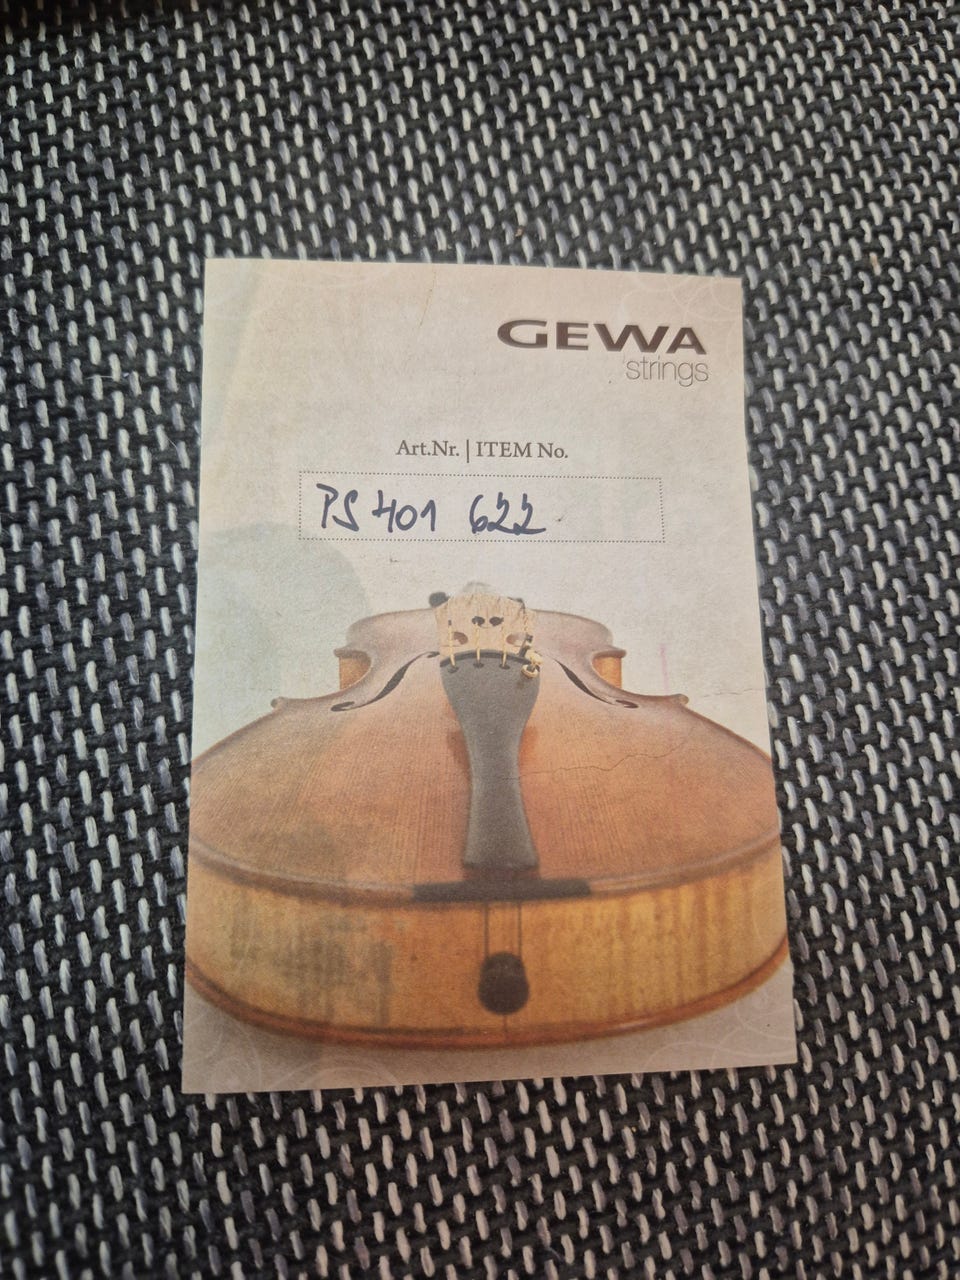 GEWA
strings
Art.Nr. | ITEM No.
PS 401 622